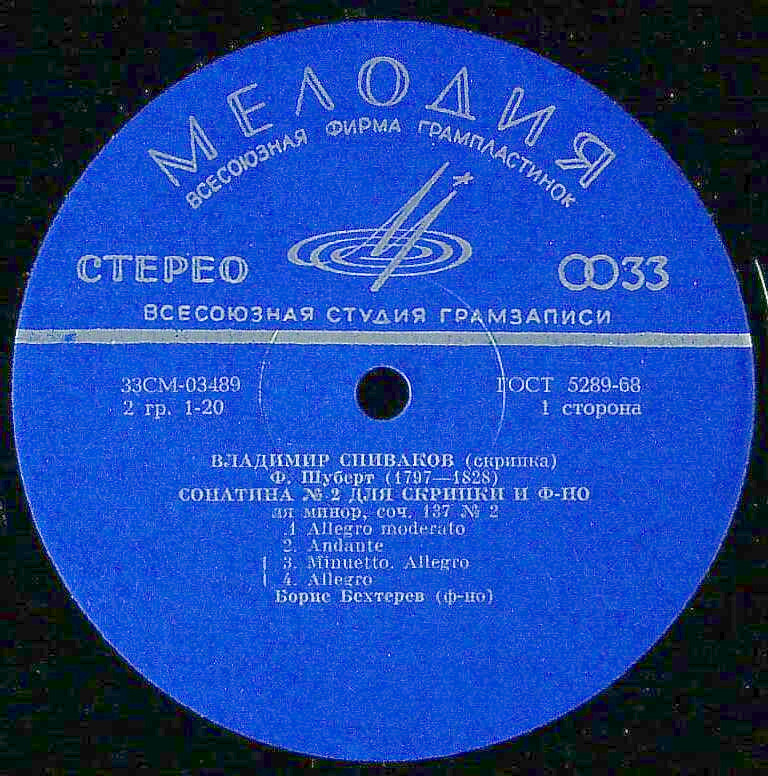 МЕЛОДИЯ
ВСЕСОЮЗНАЯ ФИРМА ГРАМПЛАСТИНОК
СТЕРЕО
33
ВСЕСОЮЗНАЯ СТУДИЯ ГРАМЗАПИСИ
33СМ-03489
ГОСТ 5289-68
2 гр. 1-20
1 сторона
ВЛАДИМИР СПИВАКОВ (скрипка)
Ф. Шуберт (1797—1828)
СОНАТИНА № 2 ДЛЯ СКРИПКИ И Ф-НО
ля минор, соч. 137 № 2
1 Allegro moderato
2. Andante
3. Minuetto. Allegro
4. Allegro
Борис Бехтерев (ф-но)